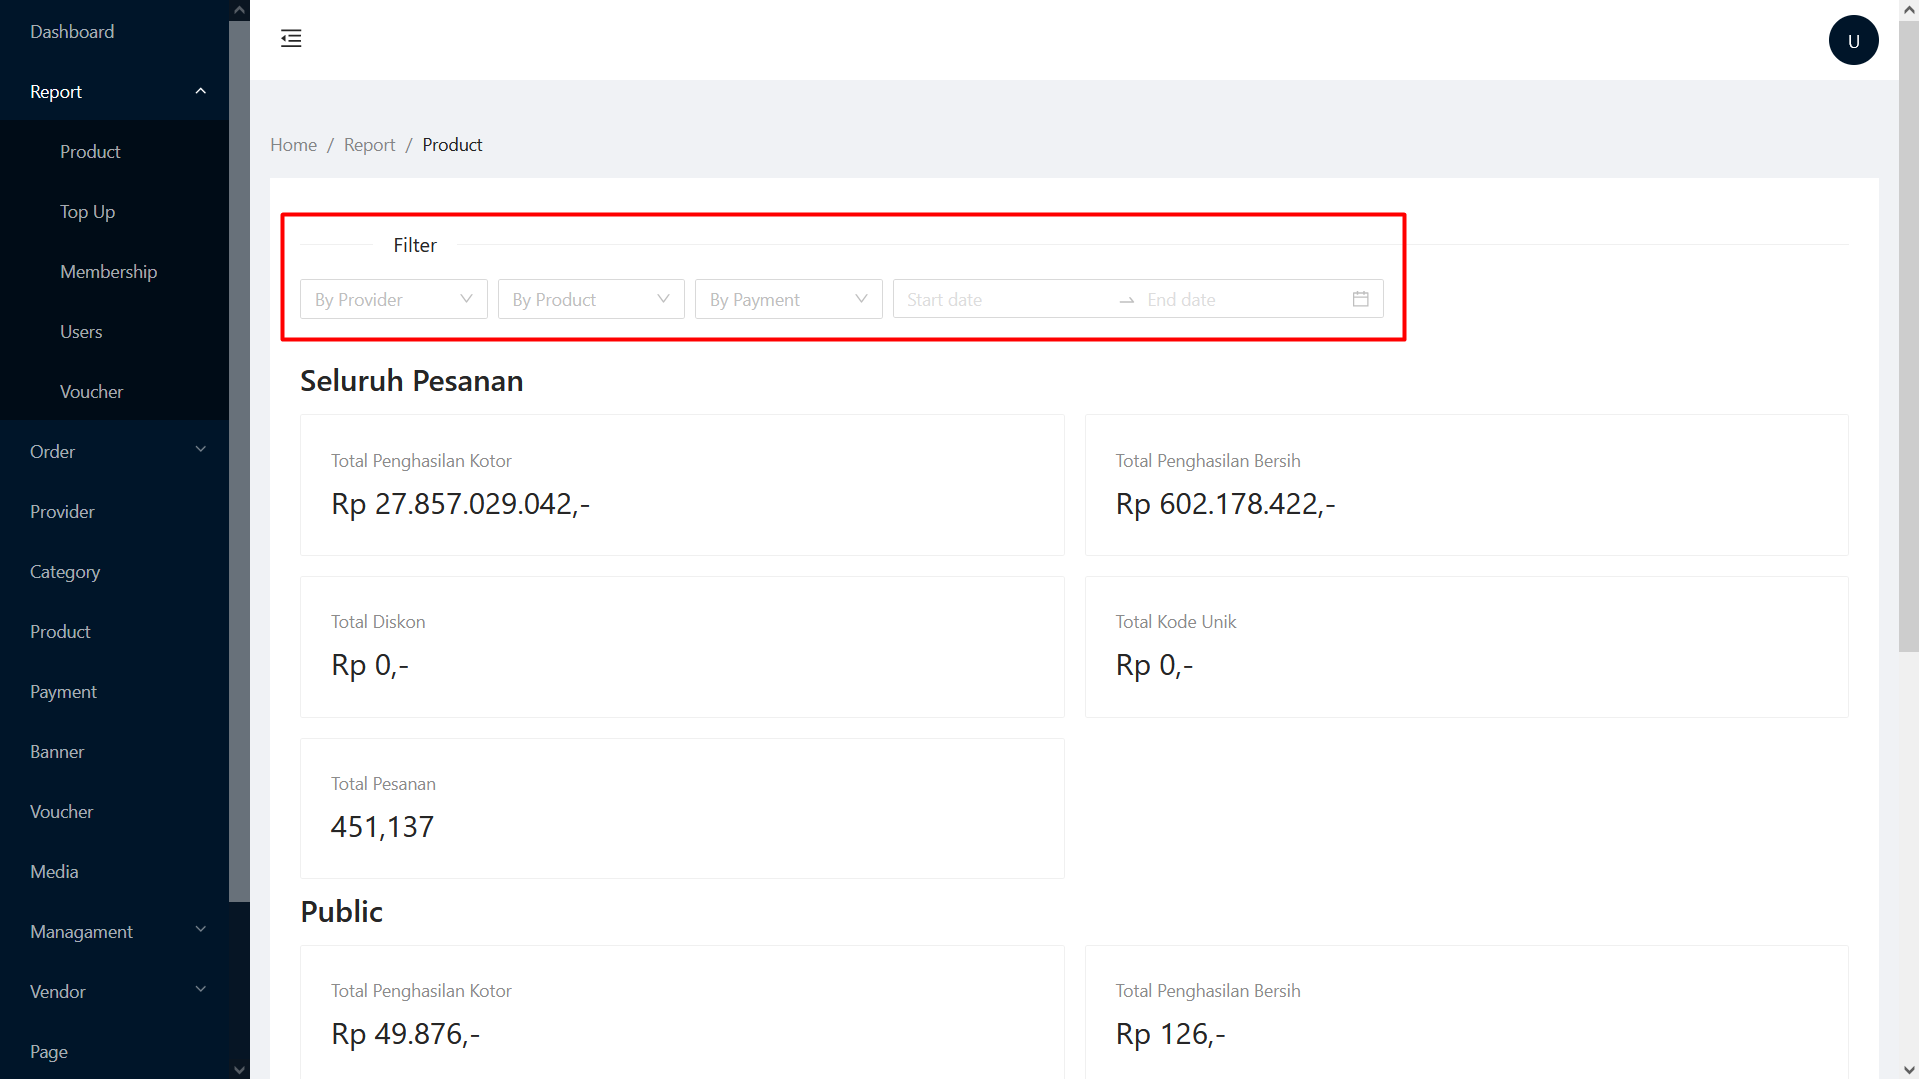 Dashboard
Report
Product
Top Up
Membership
Users
Voucher
Order
Provider
Category
Product
Payment
Banner
Voucher
Media
Managament
Vendor
Page
U
Home / Report / Product
Filter
By Provider By Product By Payment Start date → End date
Seluruh Pesanan
Total Penghasilan Kotor
Rp 27.857.029.042,-
Total Penghasilan Bersih
Rp 602.178.422,-
Total Diskon
Rp 0,-
Total Kode Unik
Rp 0,-
Total Pesanan
451,137
Public
Total Penghasilan Kotor
Rp 49.876,-
Total Penghasilan Bersih
Rp 126,-